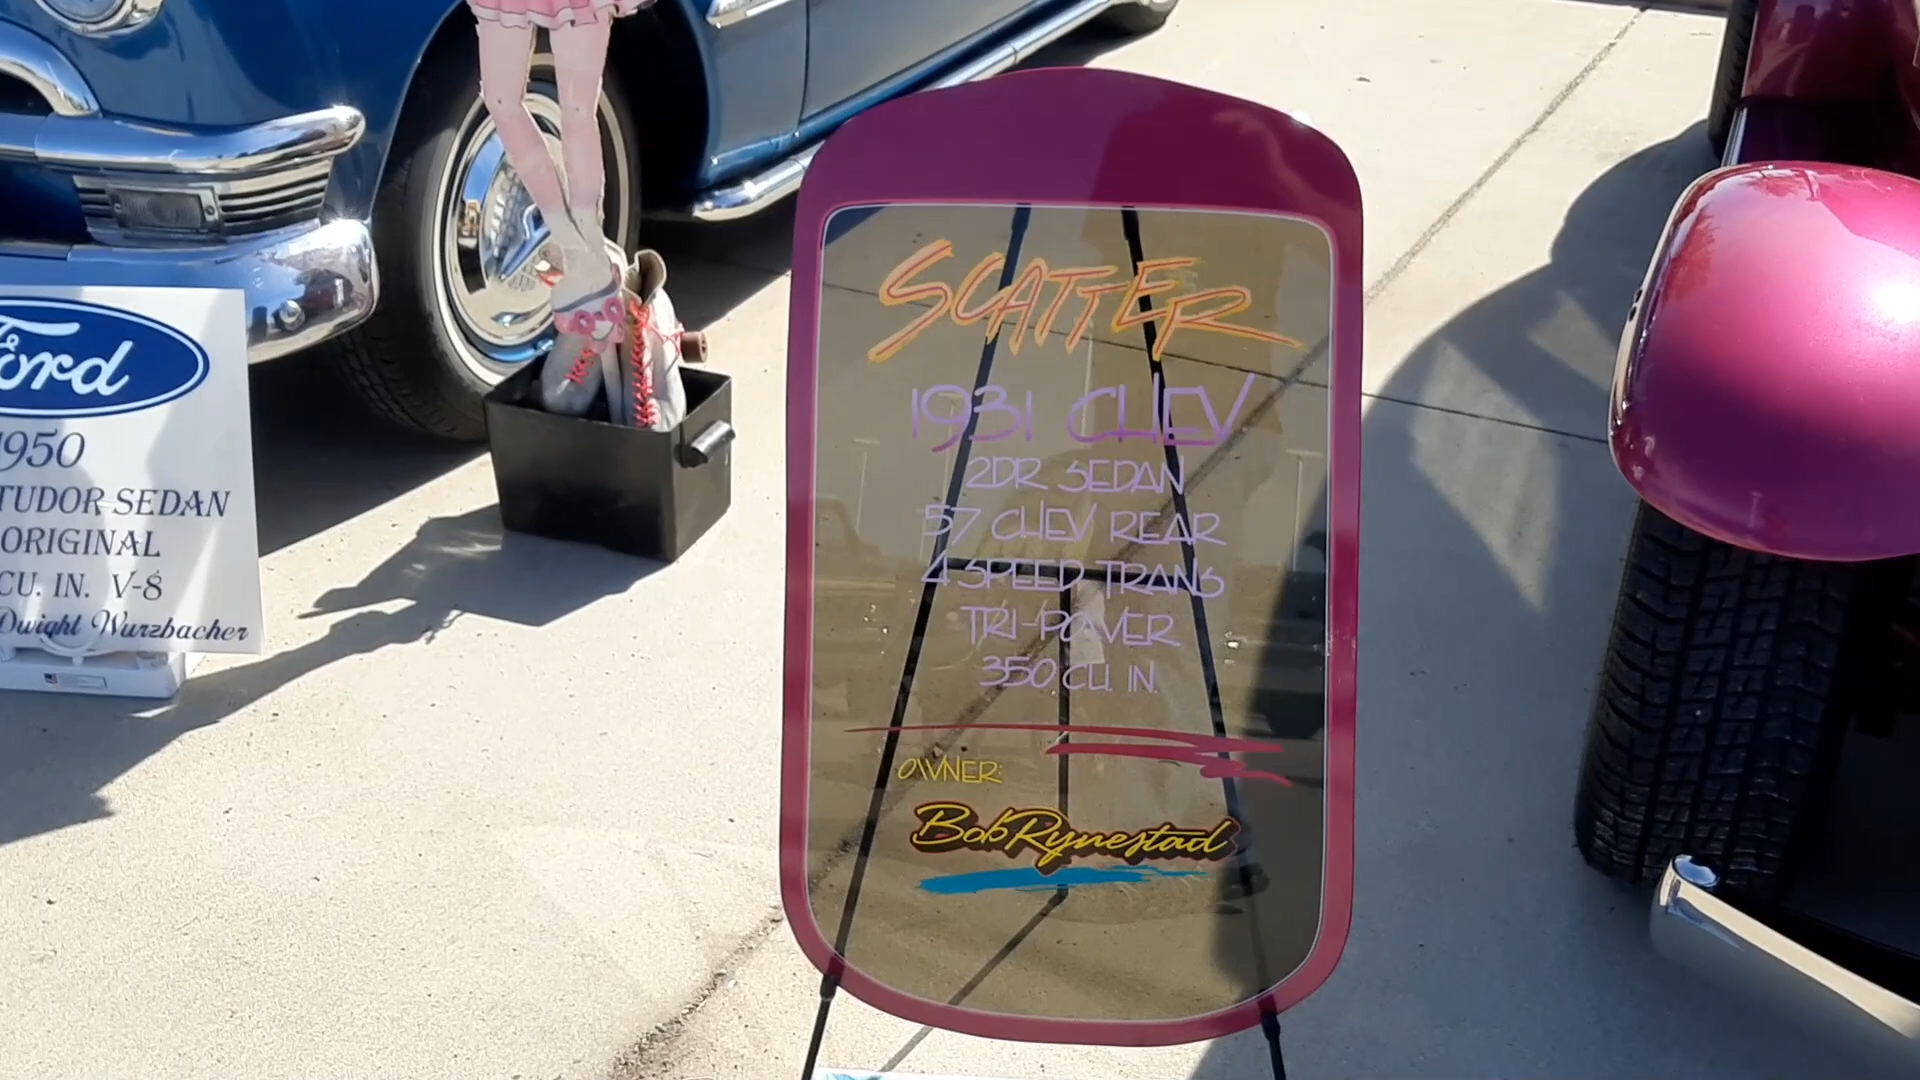 Ford
1950
TUDOR SEDAN
ORIGINAL
CU. IN. V-8
Dwight Wurzbacher
SCATTER
1931 CHEV
2DR SEDAN
57 CHEV REAR
4 SPEED TRANS
TRI-POWER
350 CU. IN.
OWNER:
Bob Rynestad